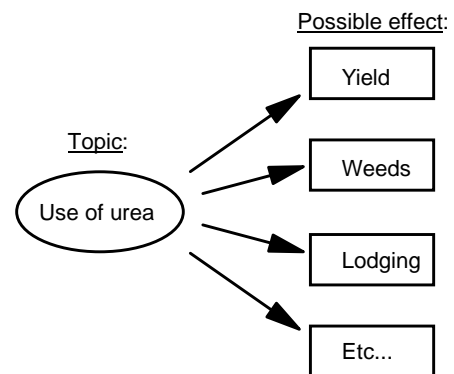 Possible effect:
Yield
Topic:
Weeds
Use of urea
Lodging
Etc...